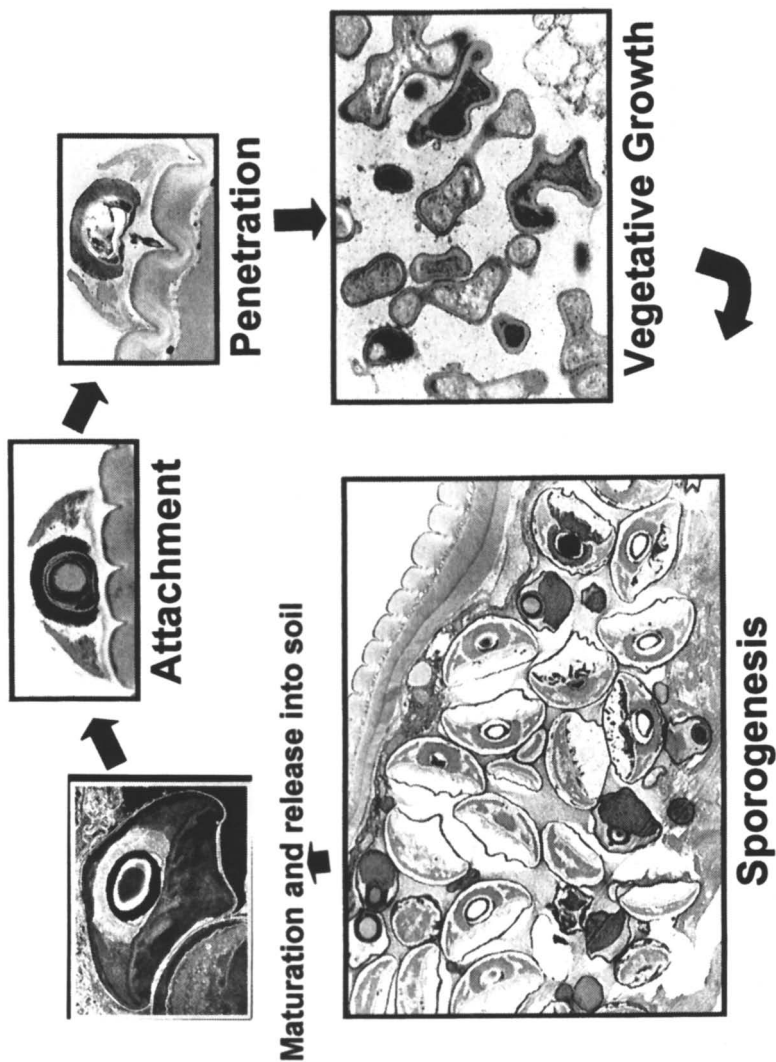 Attachment
Penetration
Vegetative Growth
Sporogenesis
Maturation and release into soil